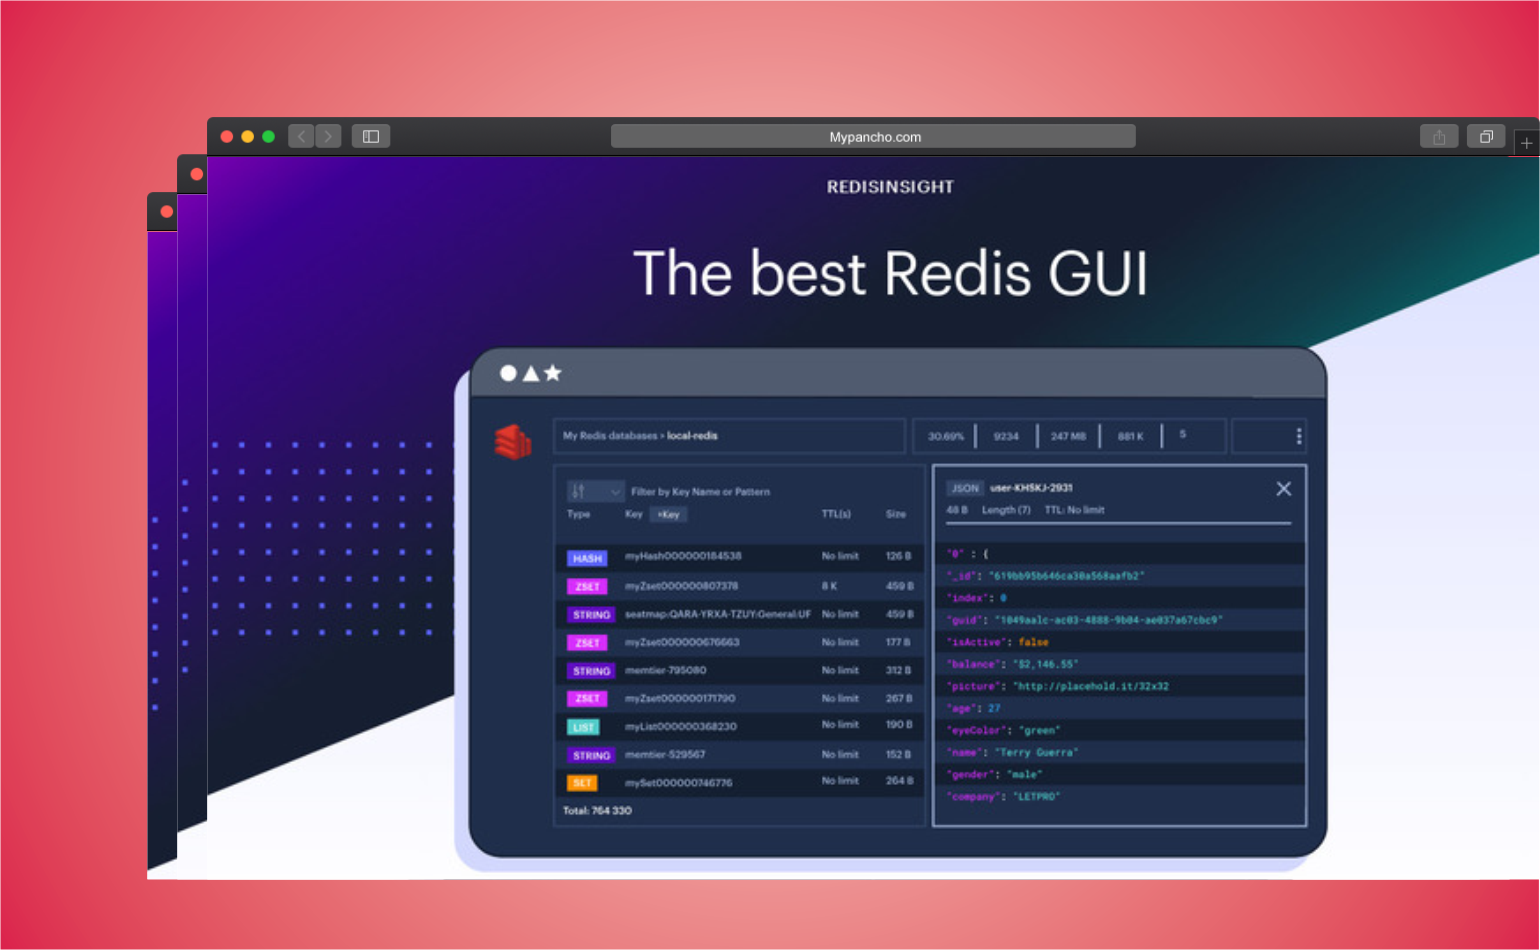 Mypancho.com
REDISINSIGHT
The best Redis GUI
My Redis databases > local-redis
30.69% 9234 247 MB 881 K 5
Filter by Key Name or Pattern
Type Key +Key TTL(s) Size
HASH myHash000000184538 No limit 126 B
ZSET myZset000000807378 8 K 459 B
STRING seatmap:QARA-YRXA-TZUY:General:UF No limit 459 B
ZSET myZset000000676663 No limit 177 B
STRING memtier-795080 No limit 312 B
ZSET myZset000000171790 No limit 267 B
LIST myList000000368230 No limit 190 B
STRING memtier-529567 No limit 152 B
SET mySet000000746776 No limit 264 B
Total: 764 330
JSON user-KHSKJ-2931
48 B Length (7) TTL: No limit
"0" : {
"_id": "619bb95b646ca30a568aafb2"
"index": 0
"guid": "1049aa1c-ac03-4888-9b04-ae037a67cbc9"
"isActive": false
"balance": "$2,146.55"
"picture": "http://placehold.it/32x32
"age": 27
"eyeColor": "green"
"name": "Terry Guerra"
"gender": "male"
"company": "LETPRO"